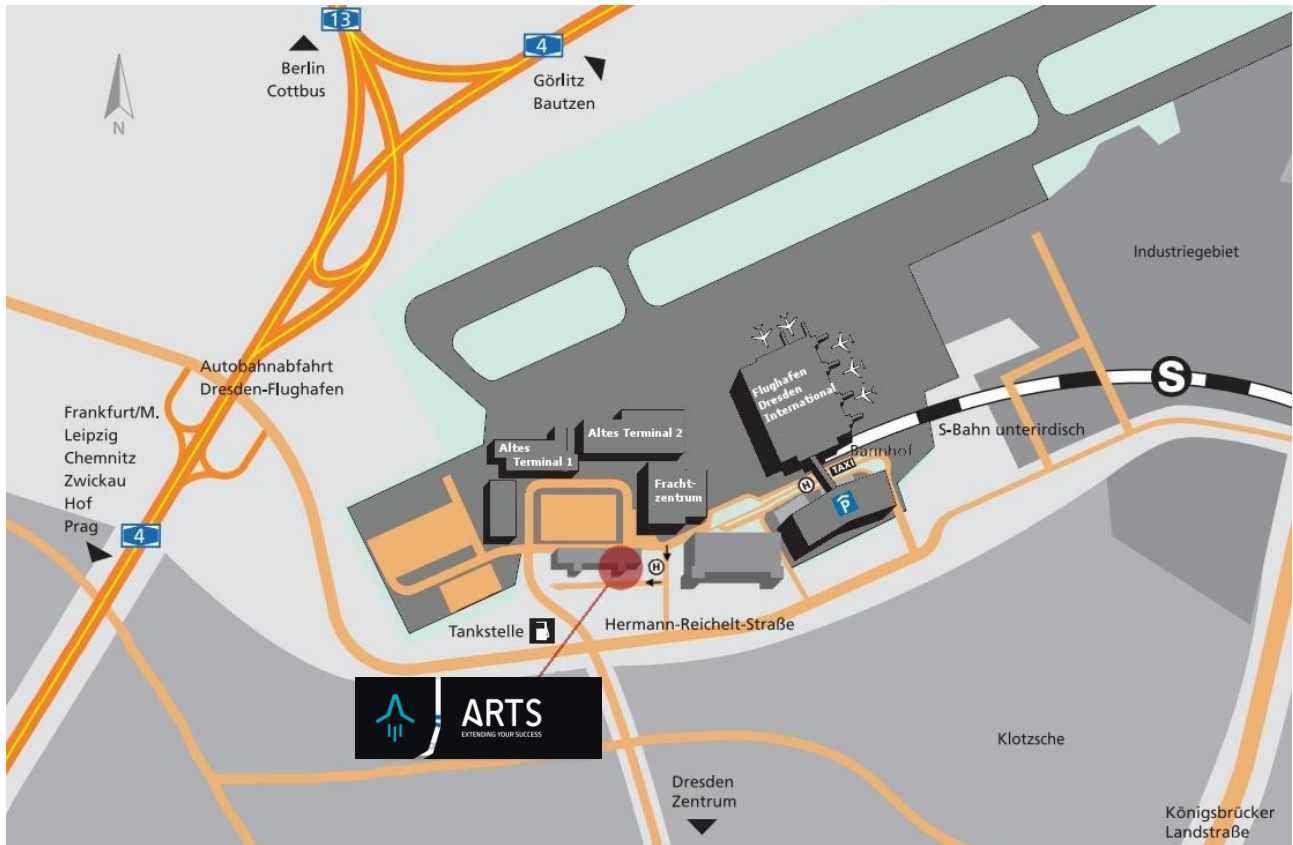 13
4
Berlin
Cottbus
Görlitz
Bautzen
N
Industriegebiet
Autobahnabfahrt
Dresden-Flughafen
Flughafen
Dresden
International
Frankfurt/M.
Leipzig
Chemnitz
Zwickau
Hof
Prag
4
Altes
Terminal 1
Altes Terminal 2
Fracht-
zentrum
S
S-Bahn unterirdisch
Bahnhof
TAXI
H
P
H
Tankstelle
Hermann-Reichelt-Straße
ARTS
EXTENDING YOUR SUCCESS
Klotzsche
Dresden
Zentrum
Königsbrücker
Landstraße